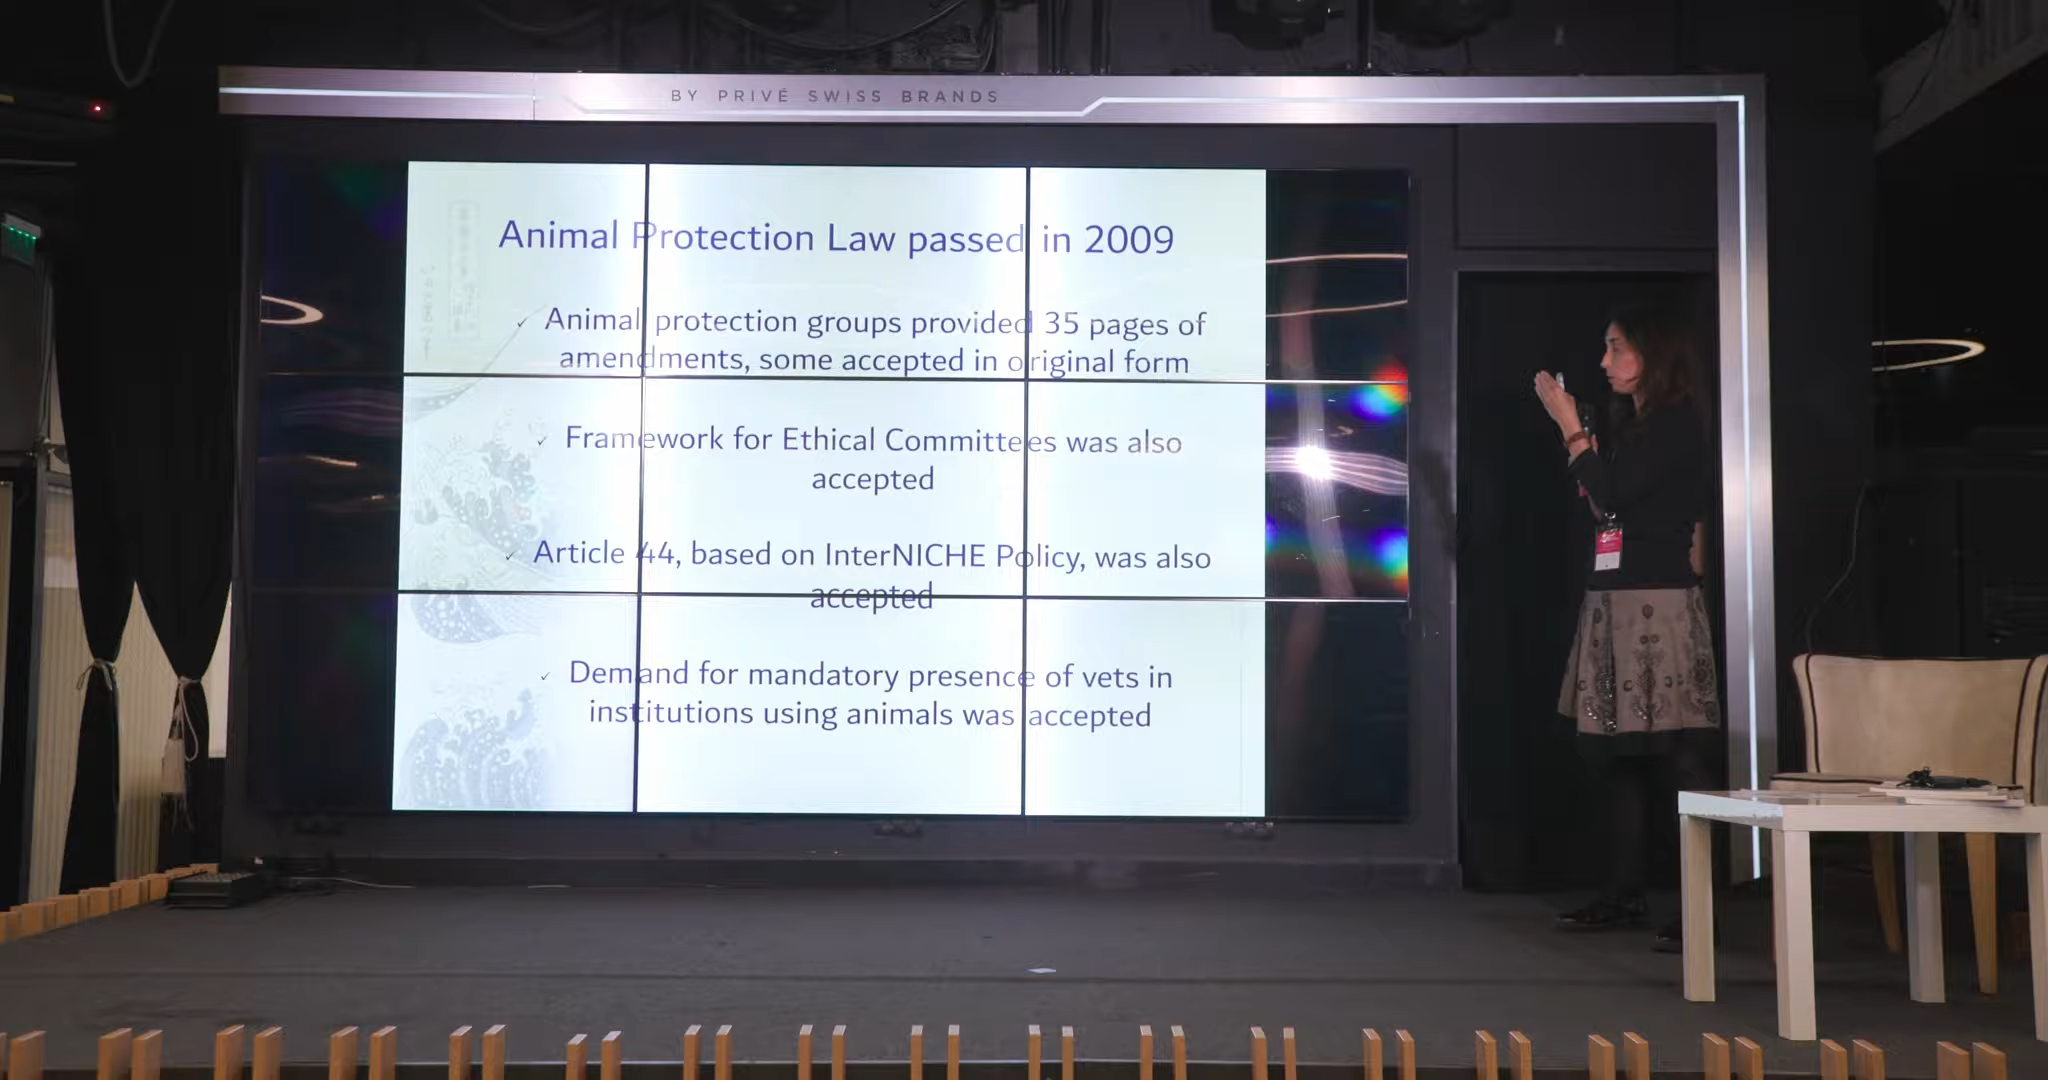 BY PRIVÉ SWISS BRANDS
Animal Protection Law passed in 2009
✓ Animal protection groups provided 35 pages of
amendments, some accepted in original form
✓ Framework for Ethical Committees was also
accepted
✓ Article 44, based on InterNICHE Policy, was also
accepted
✓ Demand for mandatory presence of vets in
institutions using animals was accepted